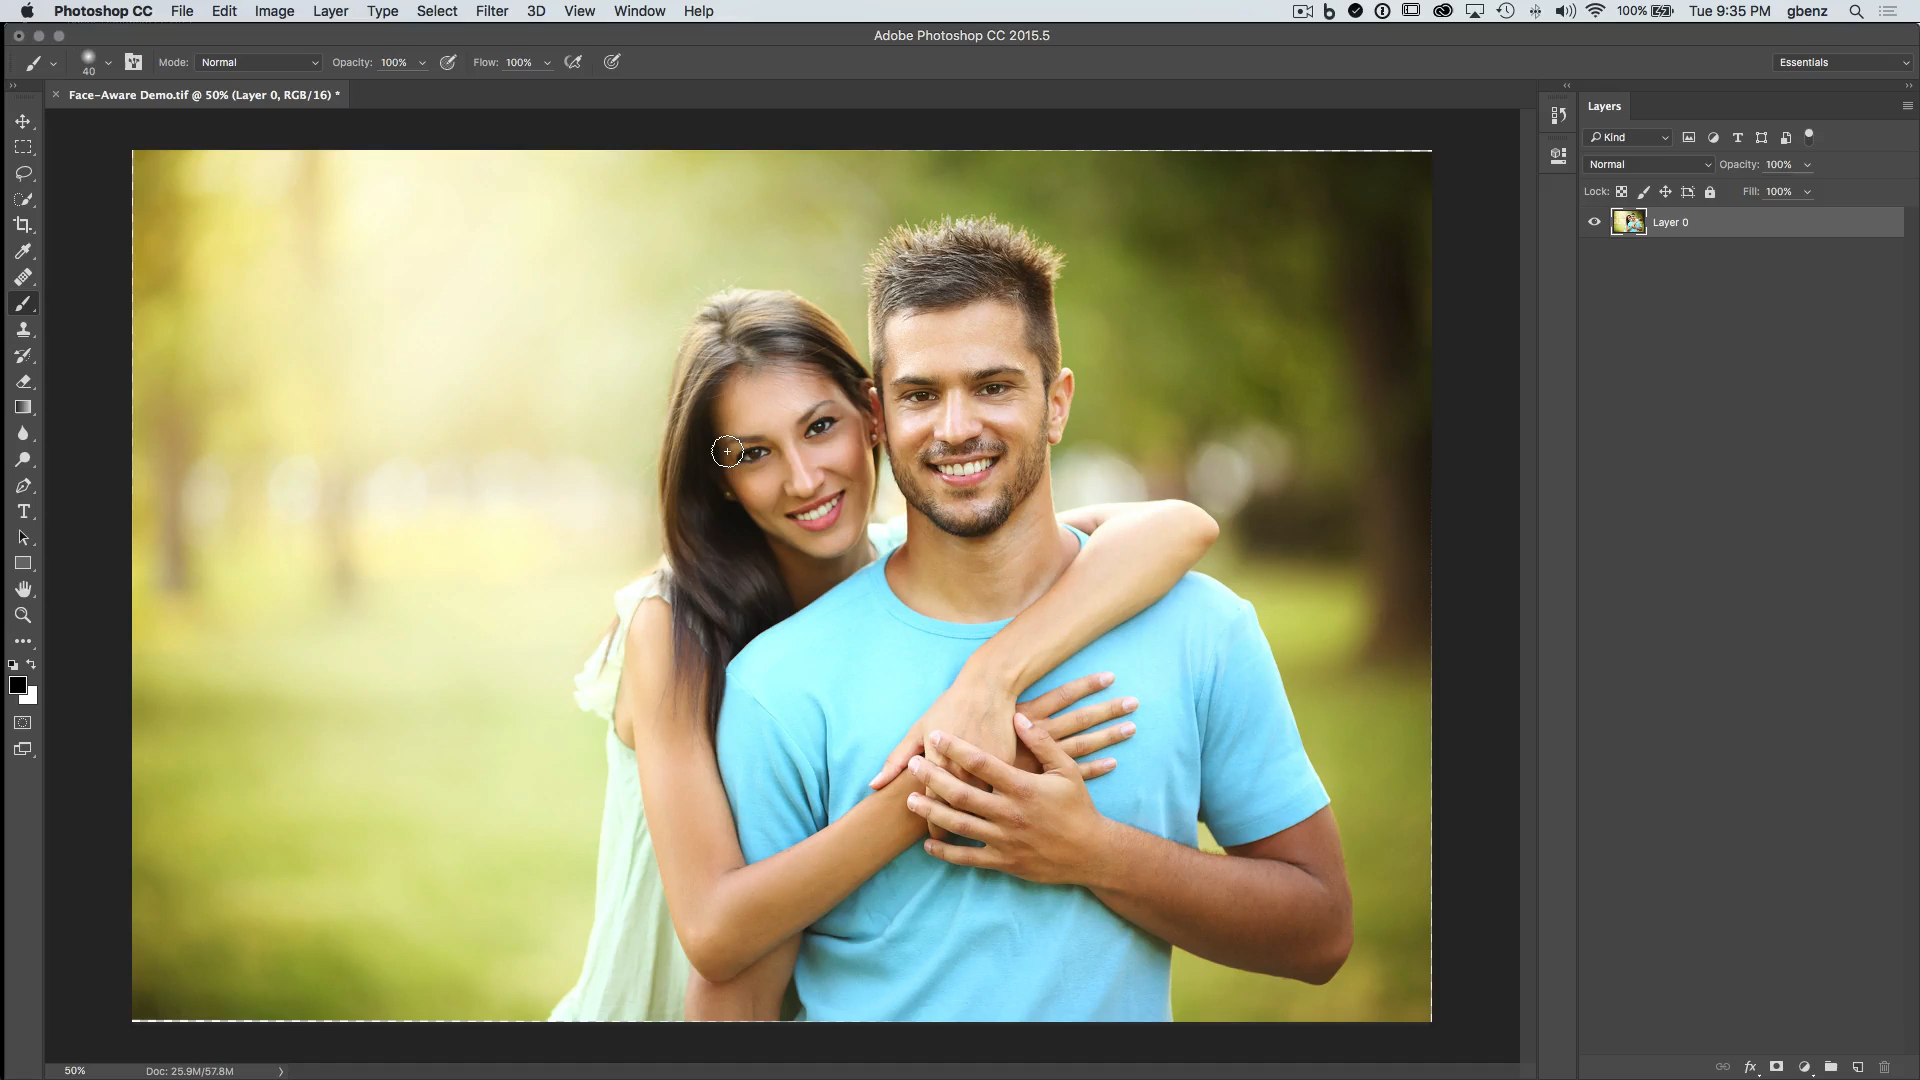 Photoshop CC File Edit Image Layer Type Select Filter 3D View Window Help 100% Tue 9:35 PM gbenz
Adobe Photoshop CC 2015.5
40 Mode: Normal Opacity: 100% Flow: 100% Essentials
× Face-Aware Demo.tif @ 50% (Layer 0, RGB/16) *
Layers
Kind
Normal Opacity: 100%
Lock: Fill: 100%
Layer 0
50% Doc: 25.9M/57.8M